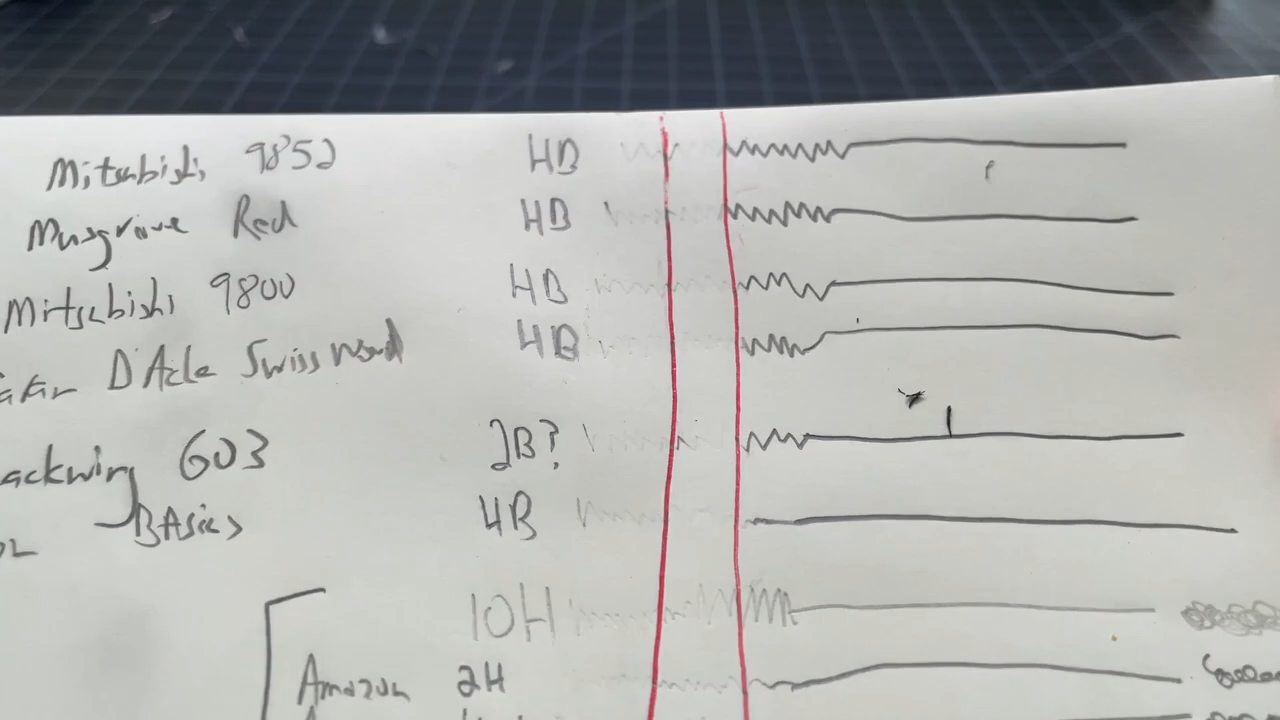 Mitsubishi 9852 HB
Musgrave Red HB
Mitsubishi 9800 HB
D'Ache Swiss Wood HB
ackwing 603 2B?
BAsics 4B
10H
Amazon 2H